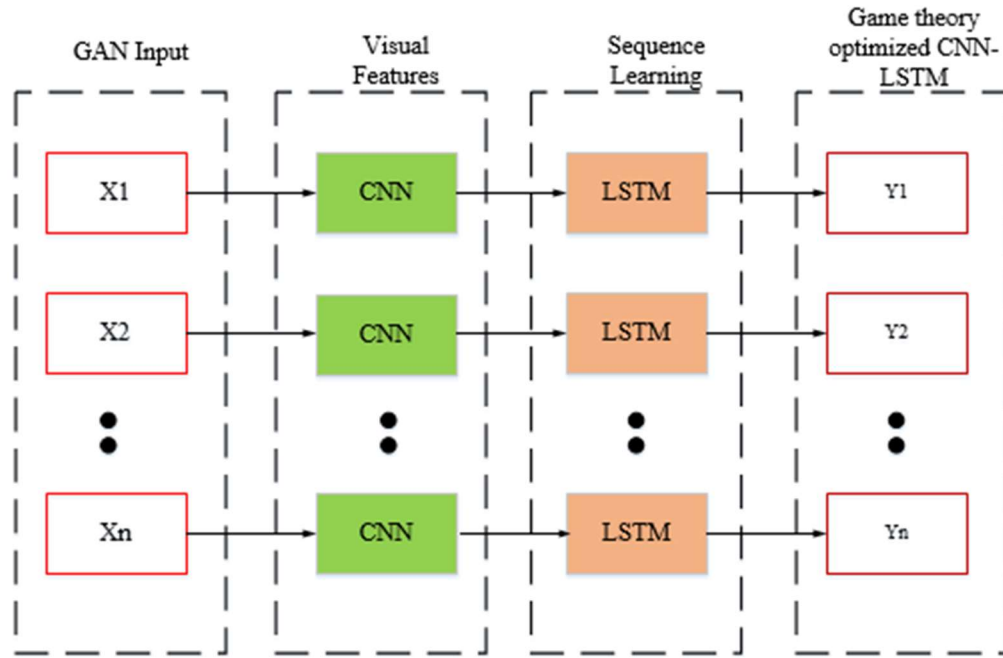 GAN Input
Visual
Features
Sequence
Learning
Game theory
optimized CNN-
LSTM
X1
CNN
LSTM
Y1
X2
CNN
LSTM
Y2
Xn
CNN
LSTM
Yn